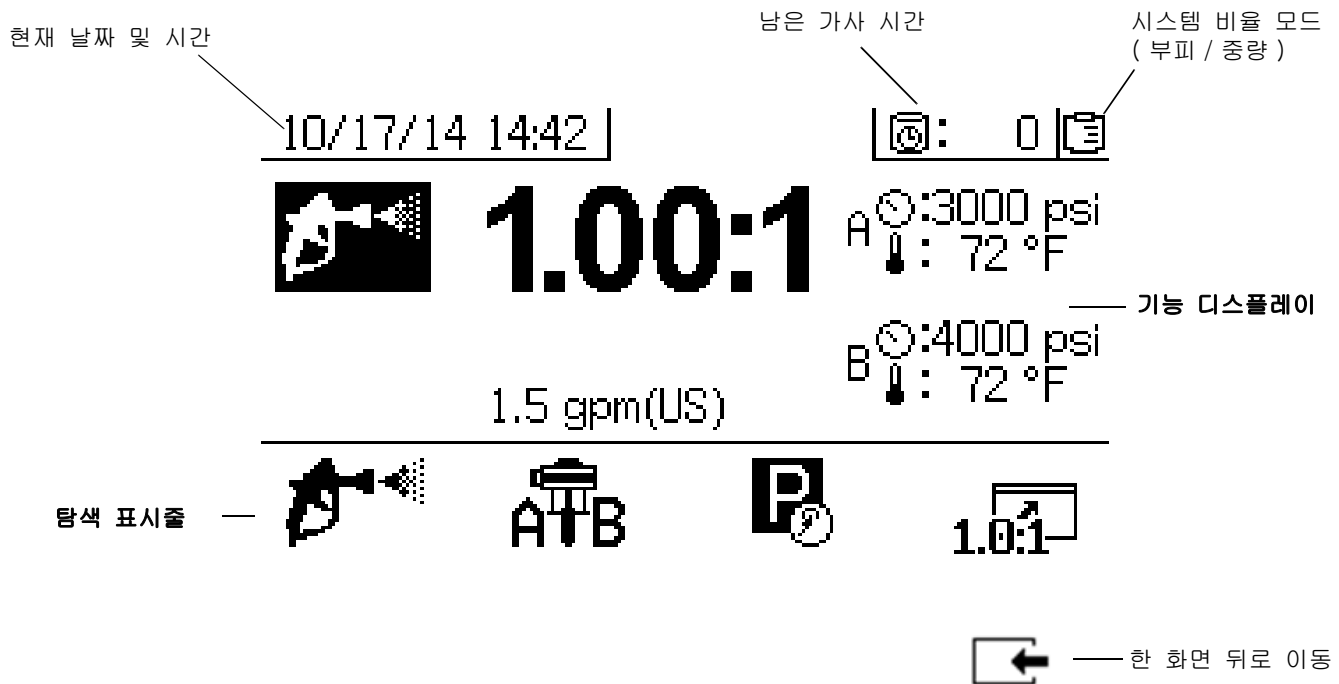 현재 날짜 및 시간
남은 가사 시간
시스템 비율 모드
( 부피 / 중량 )
10/17/14 14:42
: 0
1.00:1
A :3000 psi
: 72 °F
기능 디스플레이
B :4000 psi
: 72 °F
1.5 gpm(US)
탐색 표시줄
A B
P
1.0:1
한 화면 뒤로 이동